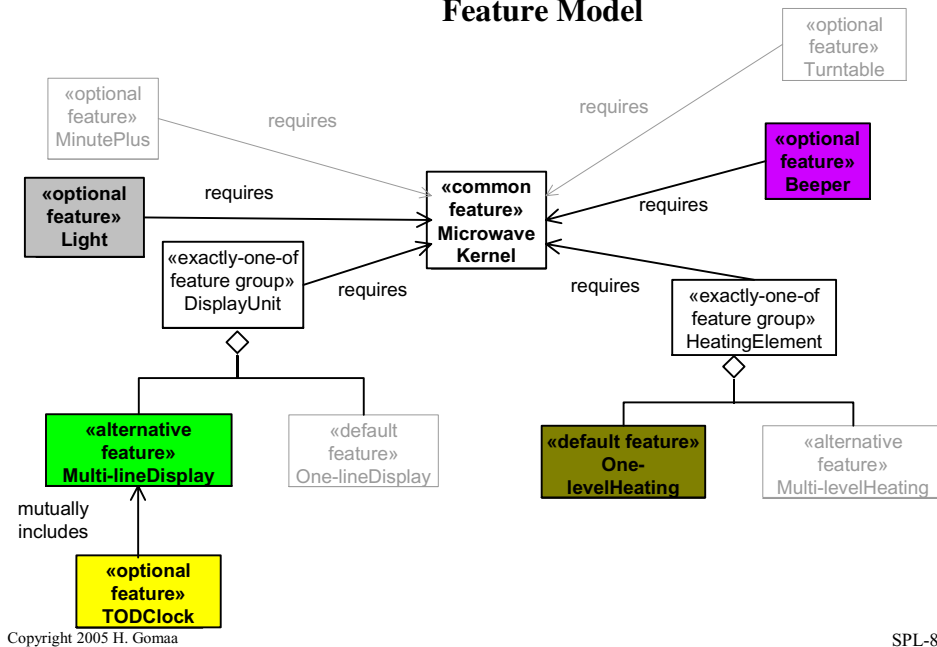 Feature Model
«optional
feature»
Turntable
«optional
feature»
MinutePlus
requires
requires
«optional
feature»
Beeper
«optional
feature»
Light
requires
«common
feature»
Microwave
Kernel
requires
«exactly-one-of
feature group»
DisplayUnit
requires
requires
«exactly-one-of
feature group»
HeatingElement
«alternative
feature»
Multi-lineDisplay
«default
feature»
One-lineDisplay
«default feature»
One-
levelHeating
«alternative
feature»
Multi-levelHeating
mutually
includes
«optional
feature»
TODClock
Copyright 2005 H. Gomaa
SPL-8